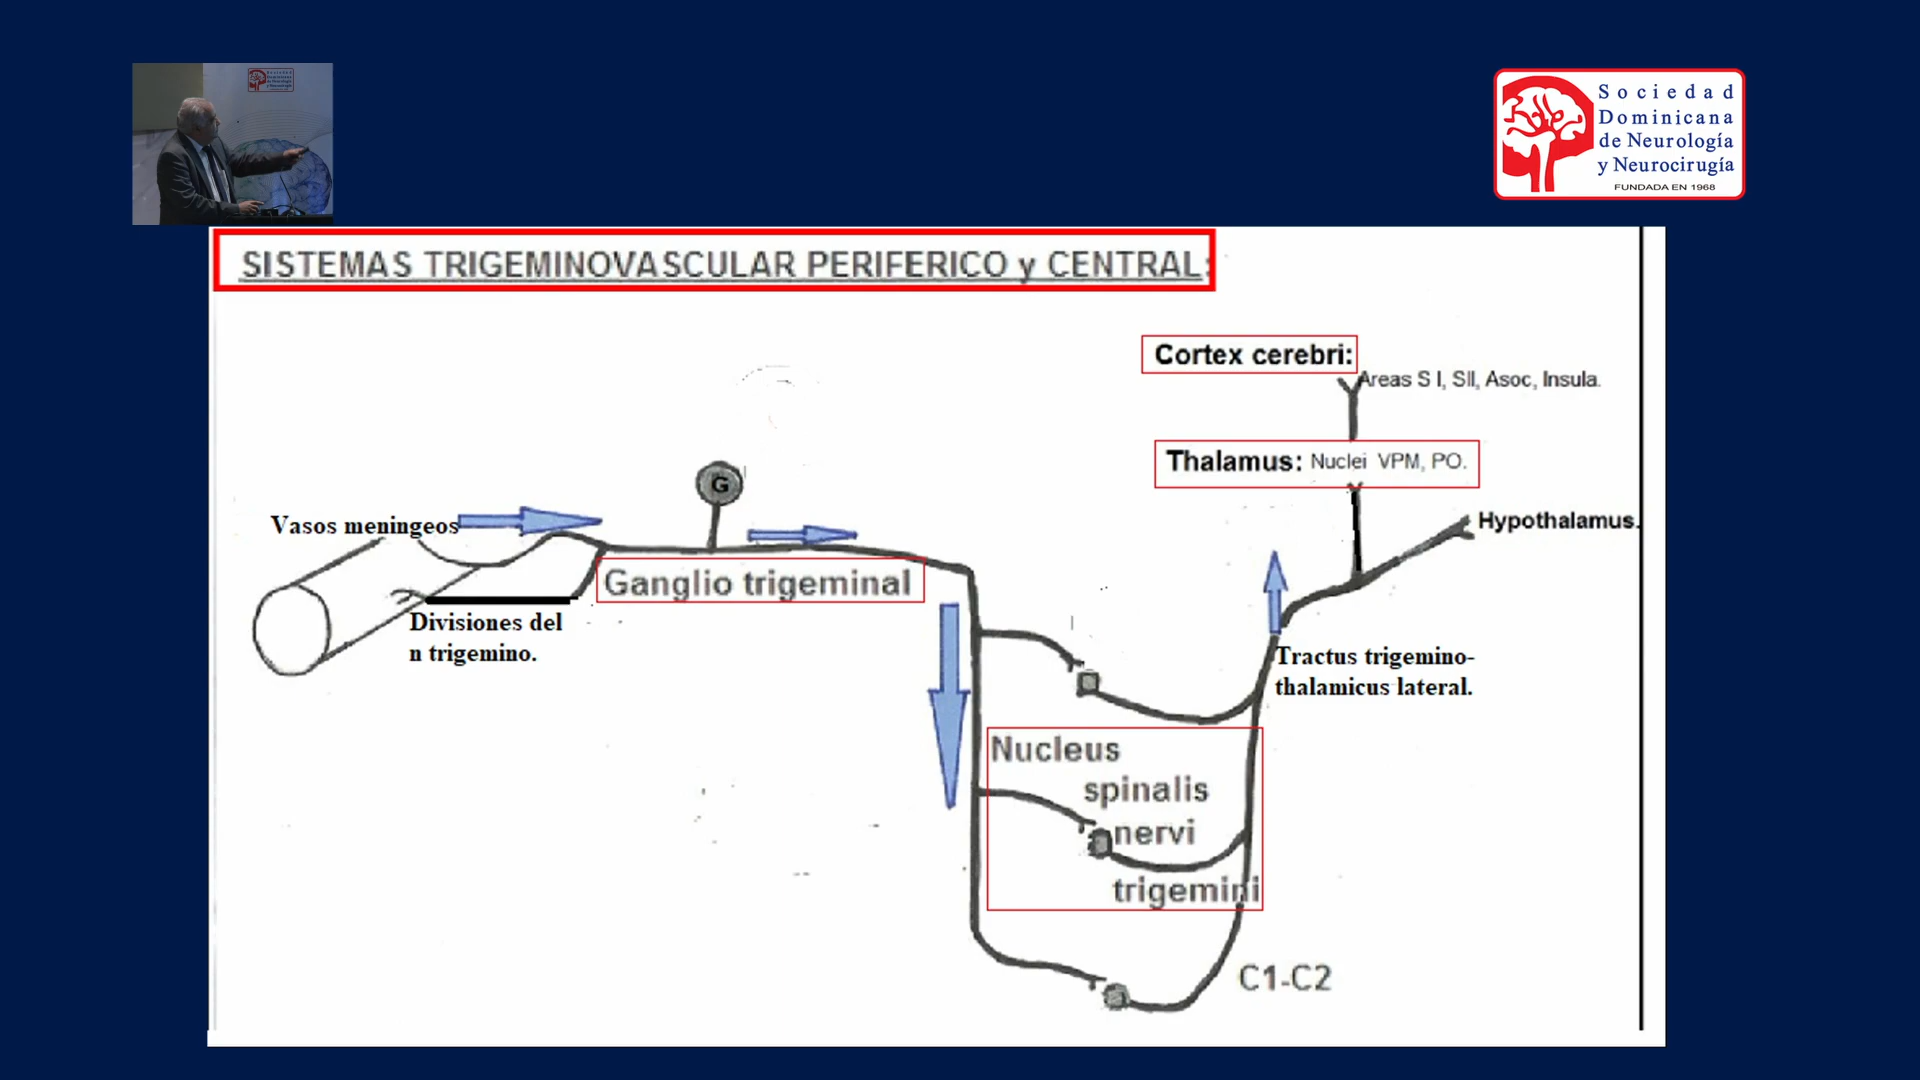 Sociedad
Dominicana
de Neurología
y Neurocirugía
FUNDADA EN 1968
SISTEMAS TRIGEMINOVASCULAR PERIFERICO y CENTRAL:
Cortex cerebri:
Areas S I, SII, Asoc, Insula.
Thalamus: Nuclei VPM, PO.
G
Vasos meningeos
Hypothalamus.
Ganglio trigeminal
Divisiones del
n trigemino.
Tractus trigemino-
thalamicus lateral.
Nucleus
spinalis
nervi
trigemini
C1-C2